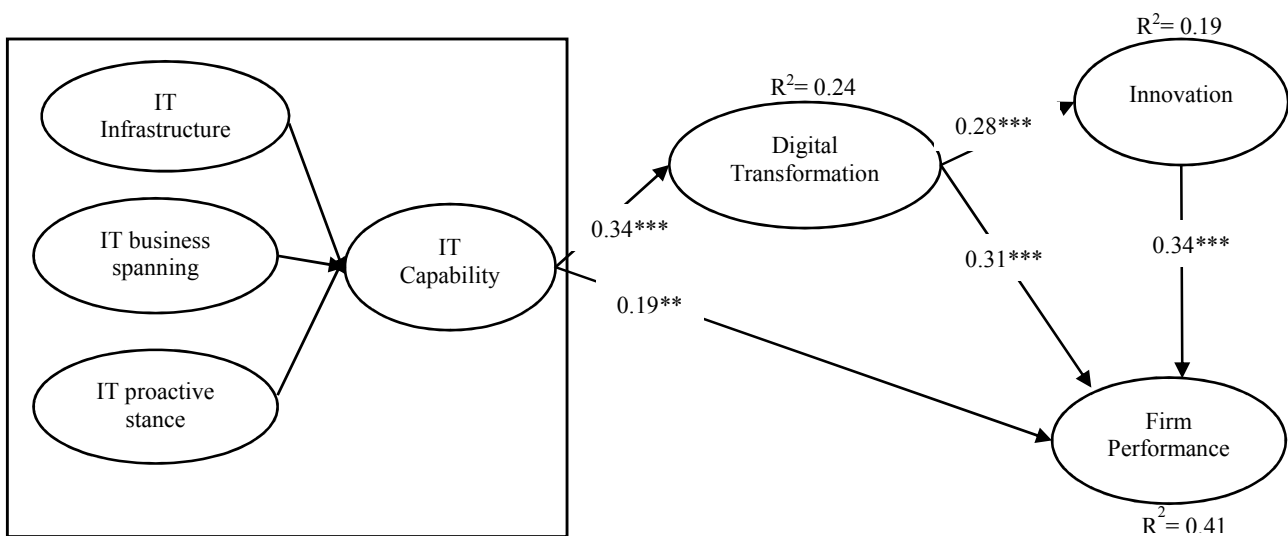 IT
Infrastructure
IT business
spanning
IT proactive
stance
IT
Capability
0.34***
0.19**
R²= 0.24
Digital
Transformation
0.28***
0.31***
R²= 0.19
Innovation
0.34***
Firm
Performance
R²= 0.41